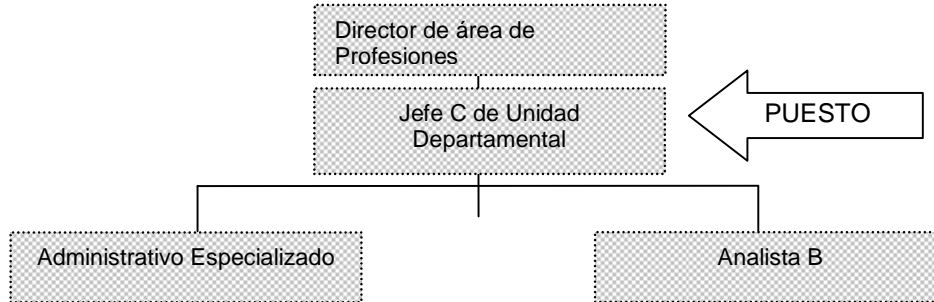 Director de área de
Profesiones
Jefe C de Unidad
Departamental
PUESTO
Administrativo Especializado
Analista B